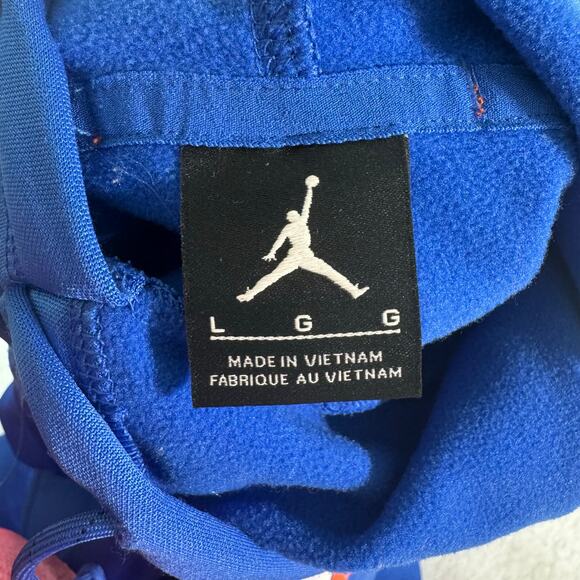 L G G
MADE IN VIETNAM
FABRIQUE AU VIETNAM